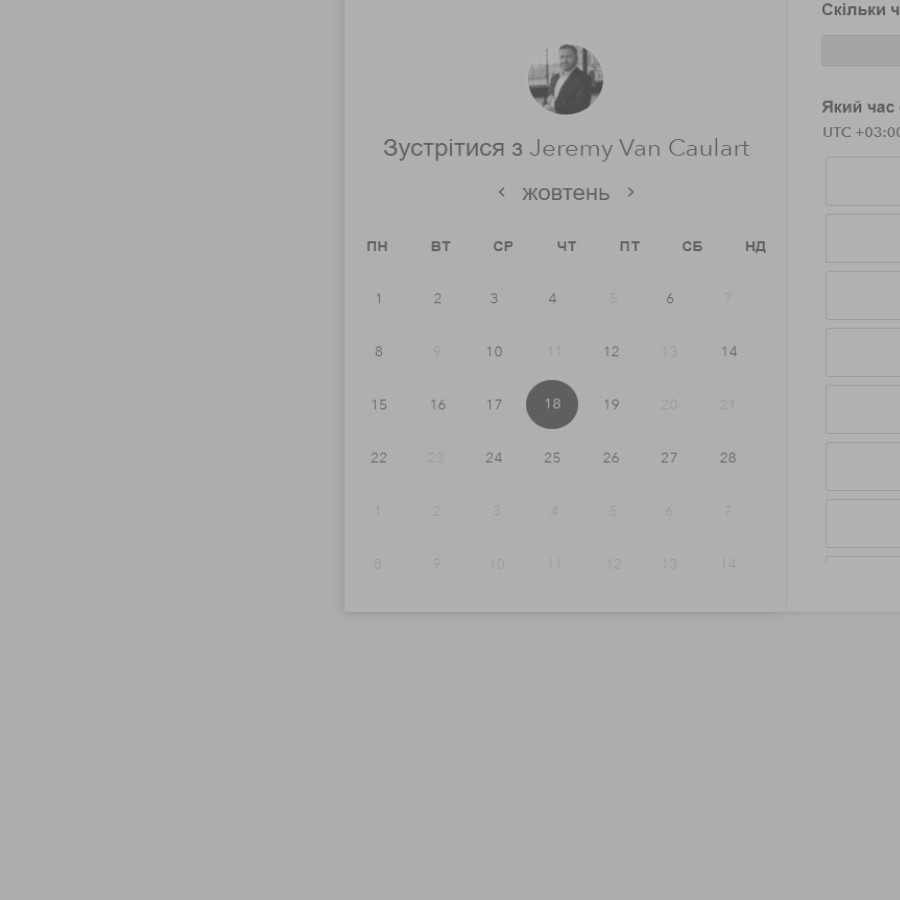 Зустрітися з Jeremy Van Caulart
жовтень
ПН ВТ СР ЧТ ПТ СБ НД
1 2 3 4 5 6 7
8 9 10 11 12 13 14
15 16 17 18 19 20 21
22 23 24 25 26 27 28
1 2 3 4 5 6 7
8 9 10 11 12 13 14
Скільки
Який час
UTC +03:00